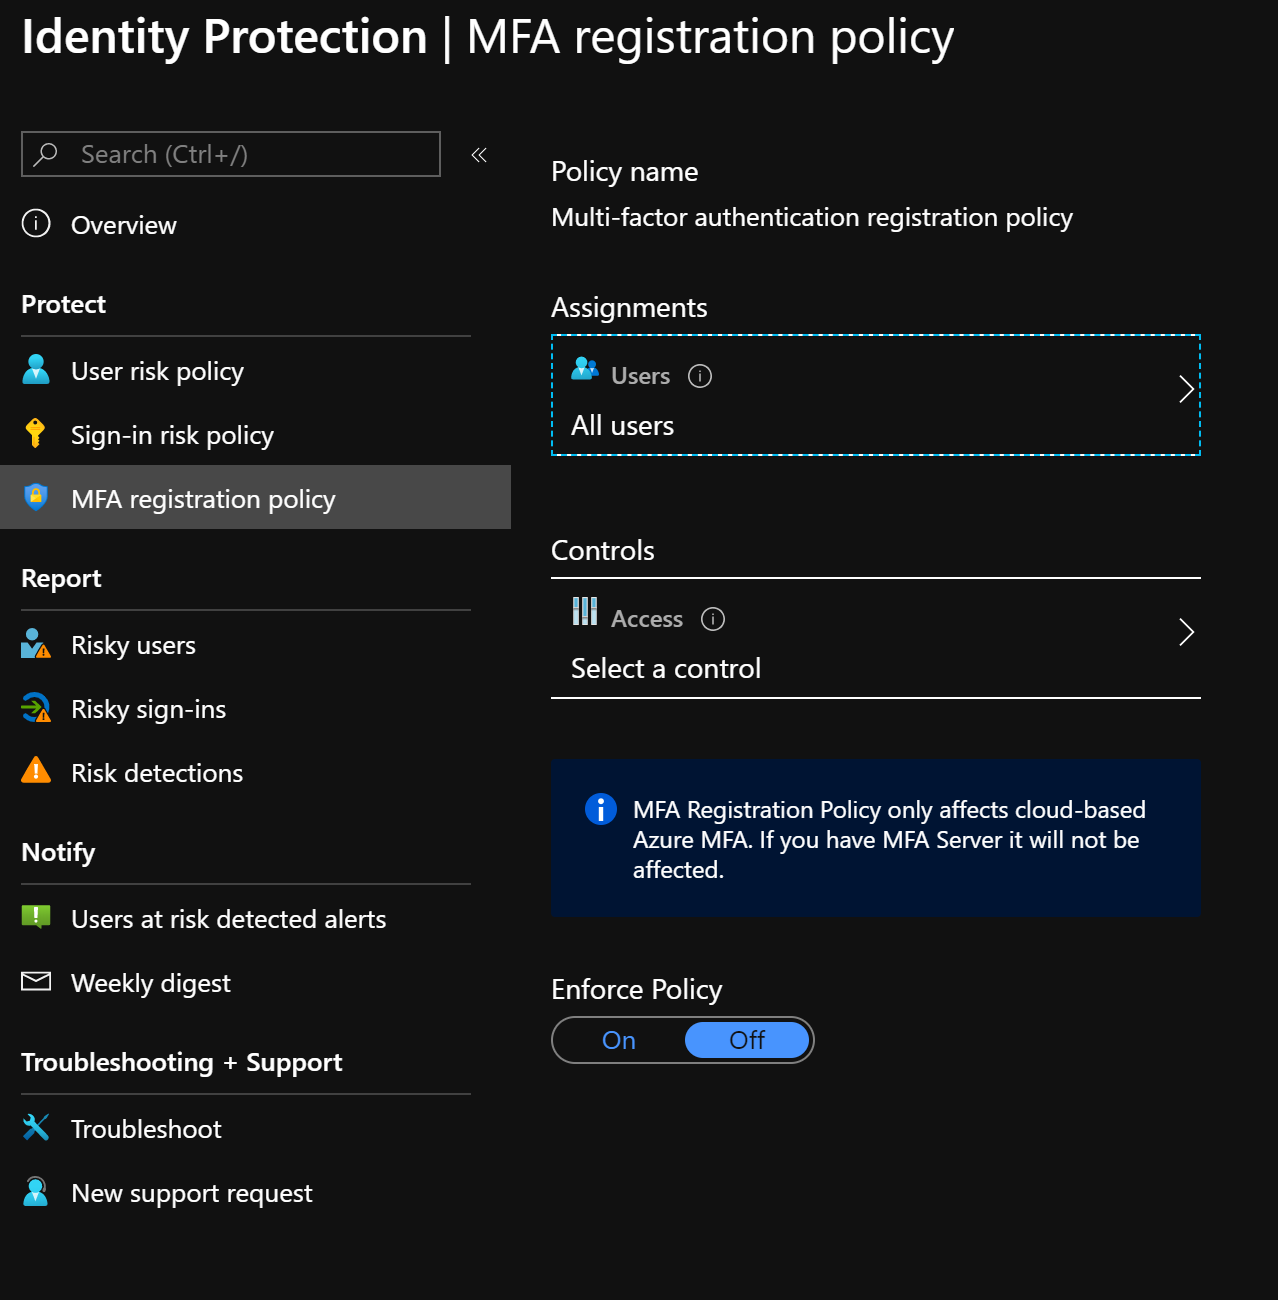 Identity Protection | MFA registration policy
Search (Ctrl+/)
Overview
Protect
User risk policy
Sign-in risk policy
MFA registration policy
Report
Risky users
Risky sign-ins
Risk detections
Notify
Users at risk detected alerts
Weekly digest
Troubleshooting + Support
Troubleshoot
New support request
Policy name
Multi-factor authentication registration policy
Assignments
Users
All users
Controls
Access
Select a control
MFA Registration Policy only affects cloud-based
Azure MFA. If you have MFA Server it will not be
affected.
Enforce Policy
On Off